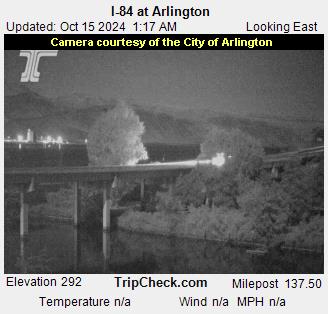 I-84 at Arlington
Updated: Oct 15 2024 1:17 AM Looking East
Camera courtesy of the City of Arlington
Elevation 292 TripCheck.com Milepost 137.50
Temperature n/a Wind n/a MPH n/a